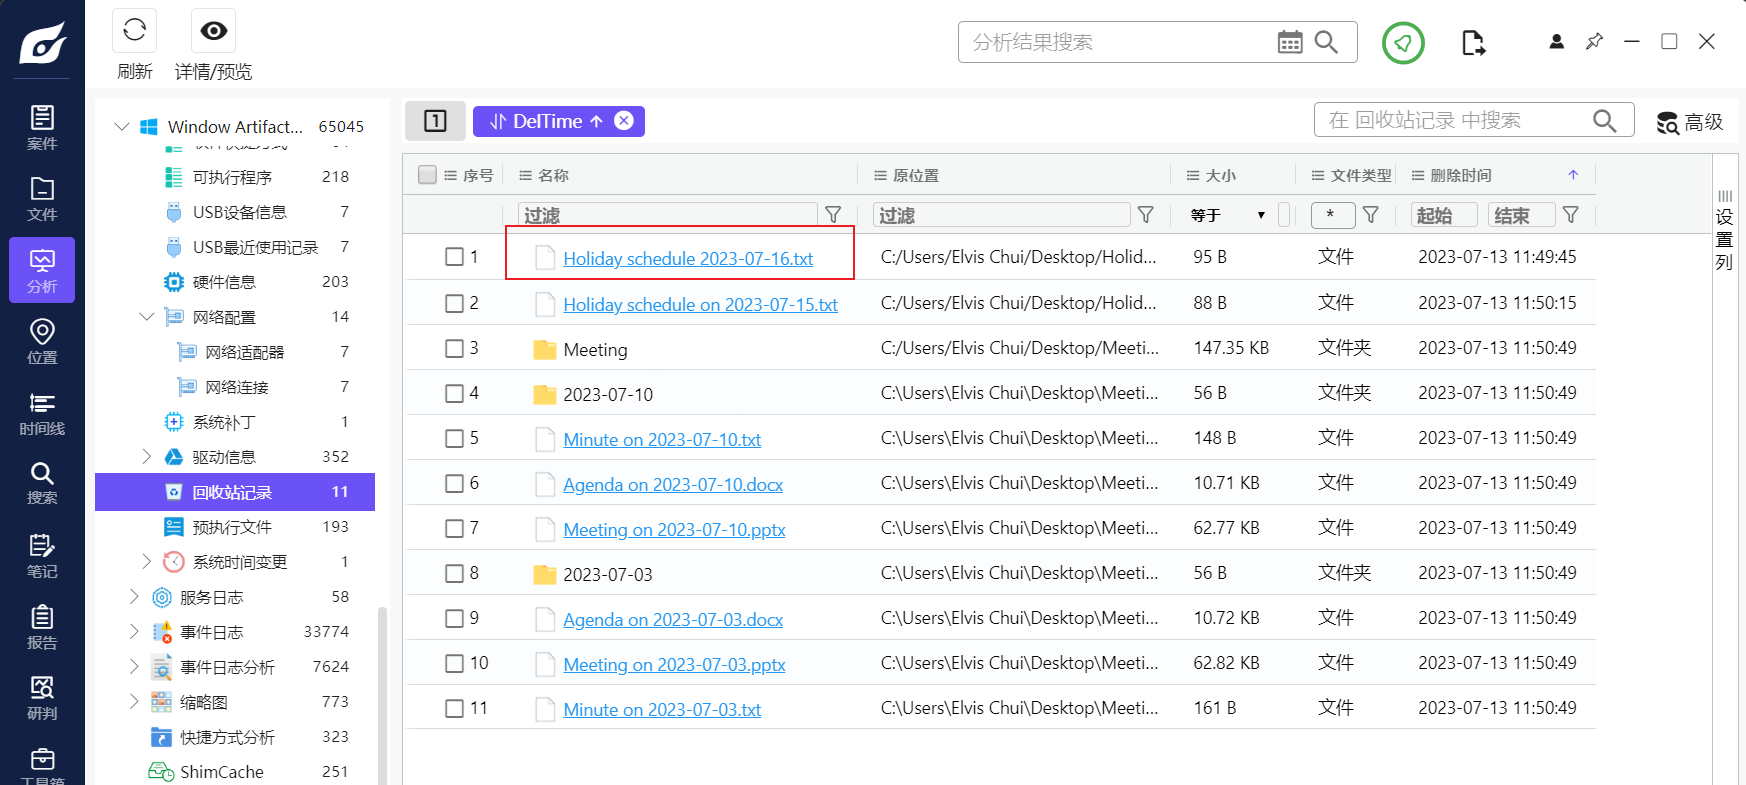 刷新
详情/预览
分析结果搜索
案件
文件
分析
位置
时间线
搜索
笔记
报告
研判
工具箱
Window Artifact... 65045
可执行程序 218
USB设备信息 7
USB最近使用记录 7
硬件信息 203
网络配置 14
网络适配器 7
网络连接 7
系统补丁 1
驱动信息 352
回收站记录 11
预执行文件 193
系统时间变更 1
服务日志 58
事件日志 33774
事件日志分析 7624
缩略图 773
快捷方式分析 323
ShimCache 251
1 DelTime
在 回收站记录 中搜索
高级
序号 名称 原位置 大小 文件类型 删除时间
过滤 过滤 等于 * 起始 结束
1 Holiday schedule 2023-07-16.txt C:/Users/Elvis Chui/Desktop/Holid... 95 B 文件 2023-07-13 11:49:45
2 Holiday schedule on 2023-07-15.txt C:/Users/Elvis Chui/Desktop/Holid... 88 B 文件 2023-07-13 11:50:15
3 Meeting C:/Users/Elvis Chui/Desktop/Meeti... 147.35 KB 文件夹 2023-07-13 11:50:49
4 2023-07-10 C:\Users\Elvis Chui\Desktop\Meeti... 56 B 文件夹 2023-07-13 11:50:49
5 Minute on 2023-07-10.txt C:\Users\Elvis Chui\Desktop\Meeti... 148 B 文件 2023-07-13 11:50:49
6 Agenda on 2023-07-10.docx C:\Users\Elvis Chui\Desktop\Meeti... 10.71 KB 文件 2023-07-13 11:50:49
7 Meeting on 2023-07-10.pptx C:\Users\Elvis Chui\Desktop\Meeti... 62.77 KB 文件 2023-07-13 11:50:49
8 2023-07-03 C:\Users\Elvis Chui\Desktop\Meeti... 56 B 文件夹 2023-07-13 11:50:49
9 Agenda on 2023-07-03.docx C:\Users\Elvis Chui\Desktop\Meeti... 10.72 KB 文件 2023-07-13 11:50:49
10 Meeting on 2023-07-03.pptx C:\Users\Elvis Chui\Desktop\Meeti... 62.82 KB 文件 2023-07-13 11:50:49
11 Minute on 2023-07-03.txt C:\Users\Elvis Chui\Desktop\Meeti... 161 B 文件 2023-07-13 11:50:49
设置列